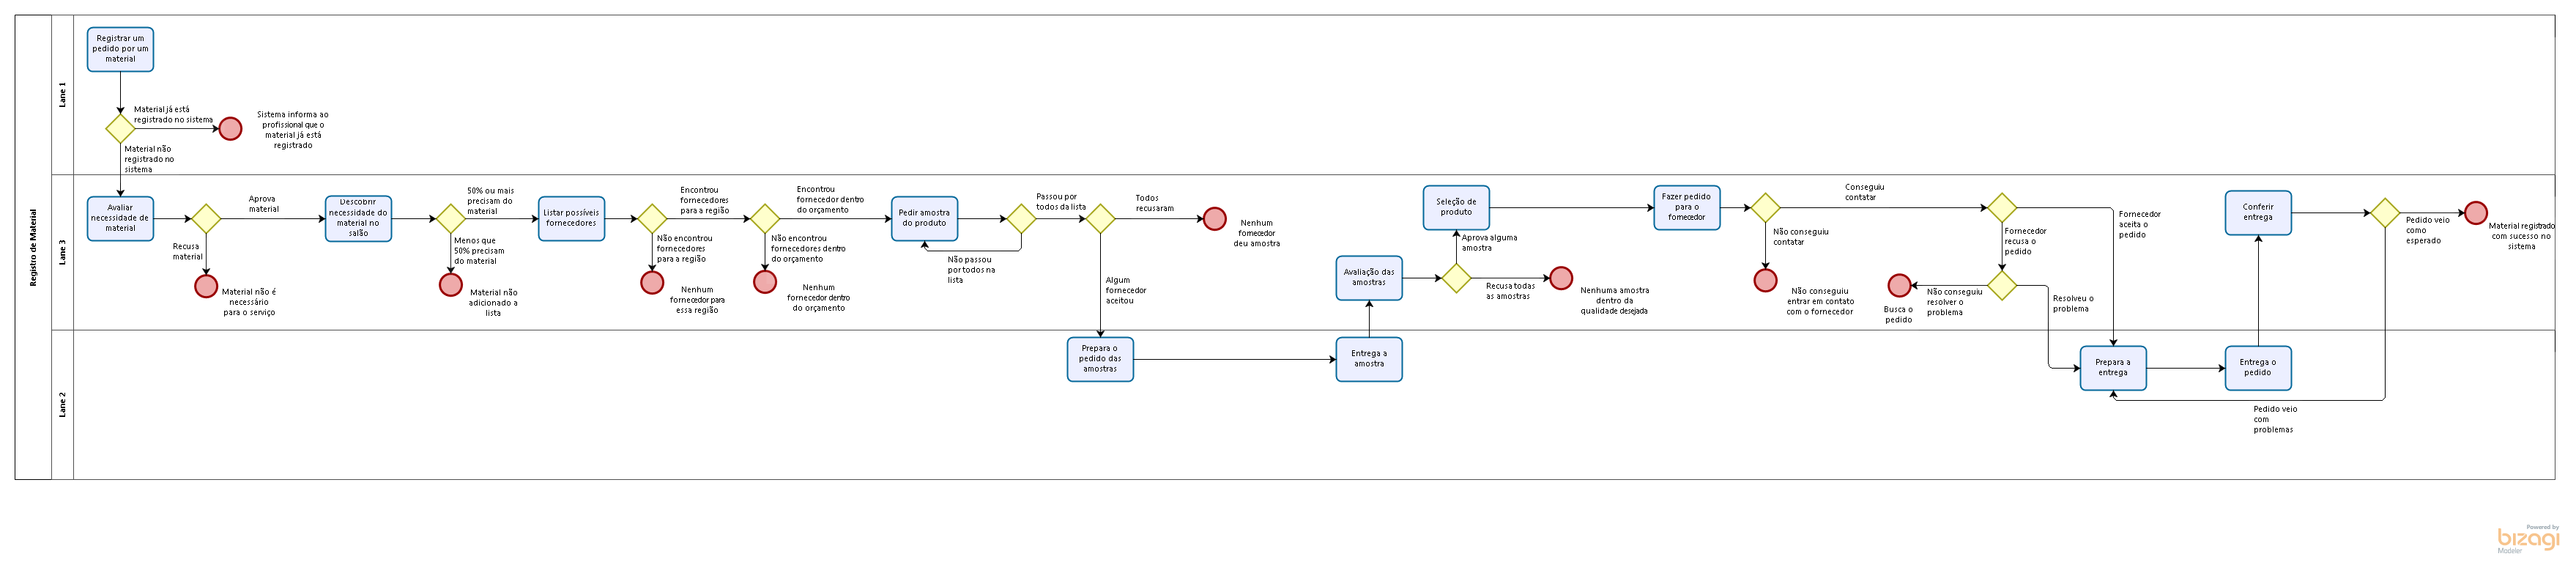 Registro de Material
Lane 1
Registrar um
pedido por um
material
Material já está
registrado no sistema
Sistema informa ao
profissional que o
material já está
registrado
Material não
registrado no
sistema
Lane 3
Avaliar
necessidade de
material
Aprova
material
Recusa
material
Material não é
necessário
para o serviço
Descobrir
necessidade do
material no
salão
50% ou mais
precisam do
material
Menos que
50% precisam
do material
Material não
adicionado a
lista
Listar possíveis
fornecedores
Encontrou
fornecedores
para a região
Não encontrou
fornecedores
para a região
Nenhum
fornecedor para
essa região
Encontrou
fornecedor dentro
do orçamento
Não encontrou
fornecedores dentro
do orçamento
Nenhum
fornecedor dentro
do orçamento
Pedir amostra
do produto
Passou por
todos da lista
Não passou
por todos na
lista
Todos
recusaram
Nenhum
fornecedor
deu amostra
Algum
fornecedor
aceitou
Avaliação das
amostras
Aprova alguma
amostra
Recusa todas
as amostras
Nenhuma amostra
dentro da
qualidade desejada
Seleção de
produto
Fazer pedido
para o
fornecedor
Conseguiu
contatar
Não conseguiu
contatar
Não conseguiu
entrar em contato
com o fornecedor
Fornecedor
aceita o
pedido
Fornecedor
recusa o
pedido
Não conseguiu
resolver o
problema
Busca o
pedido
Resolveu o
problema
Conferir
entrega
Pedido veio
como
esperado
Material registrado
com sucesso no
sistema
Lane 2
Prepara o
pedido das
amostras
Entrega a
amostra
Prepara a
entrega
Entrega o
pedido
Pedido veio
com
problemas
Powered by
bizagi
Modeler